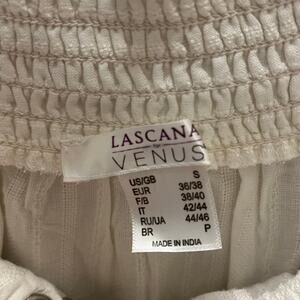 LASCANA
for
VENUS
US/GB S
EUR 36/38
F/B 38/40
IT 42/44
RU/UA 44/46
BR P
MADE IN INDIA